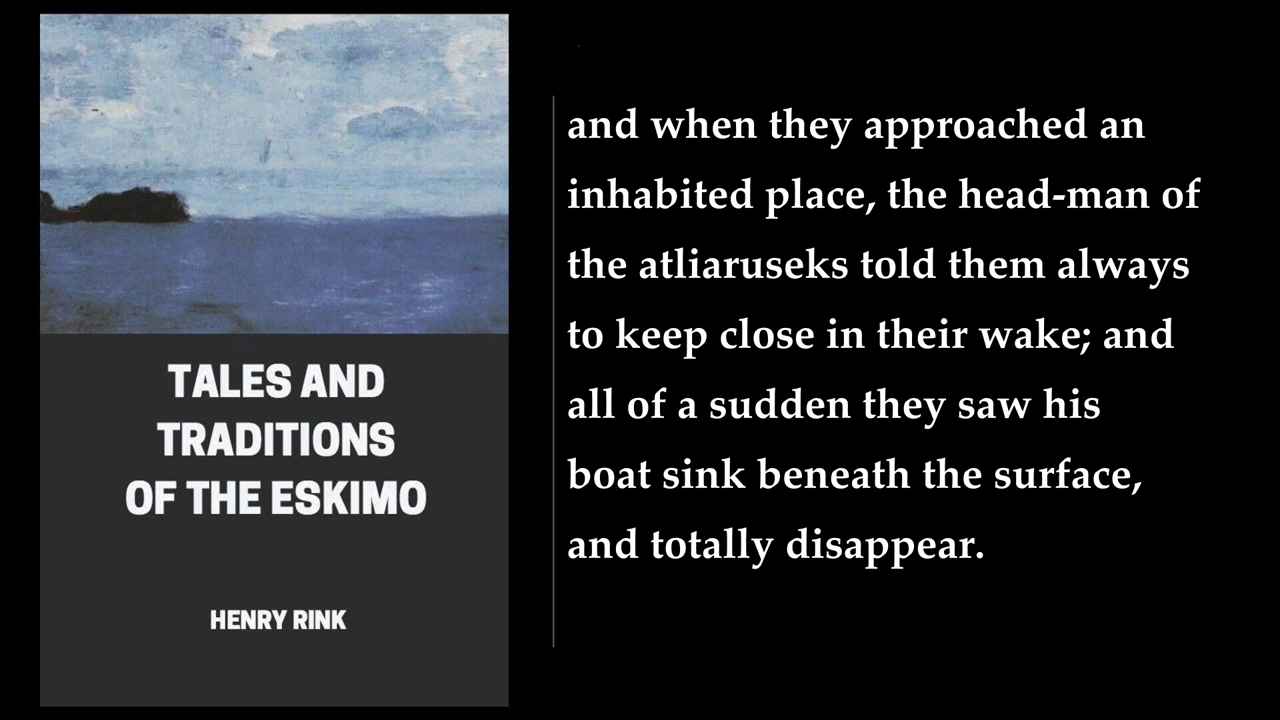 TALES AND
TRADITIONS
OF THE ESKIMO
HENRY RINK
and when they approached an
inhabited place, the head-man of
the atliaruseks told them always
to keep close in their wake; and
all of a sudden they saw his
boat sink beneath the surface,
and totally disappear.